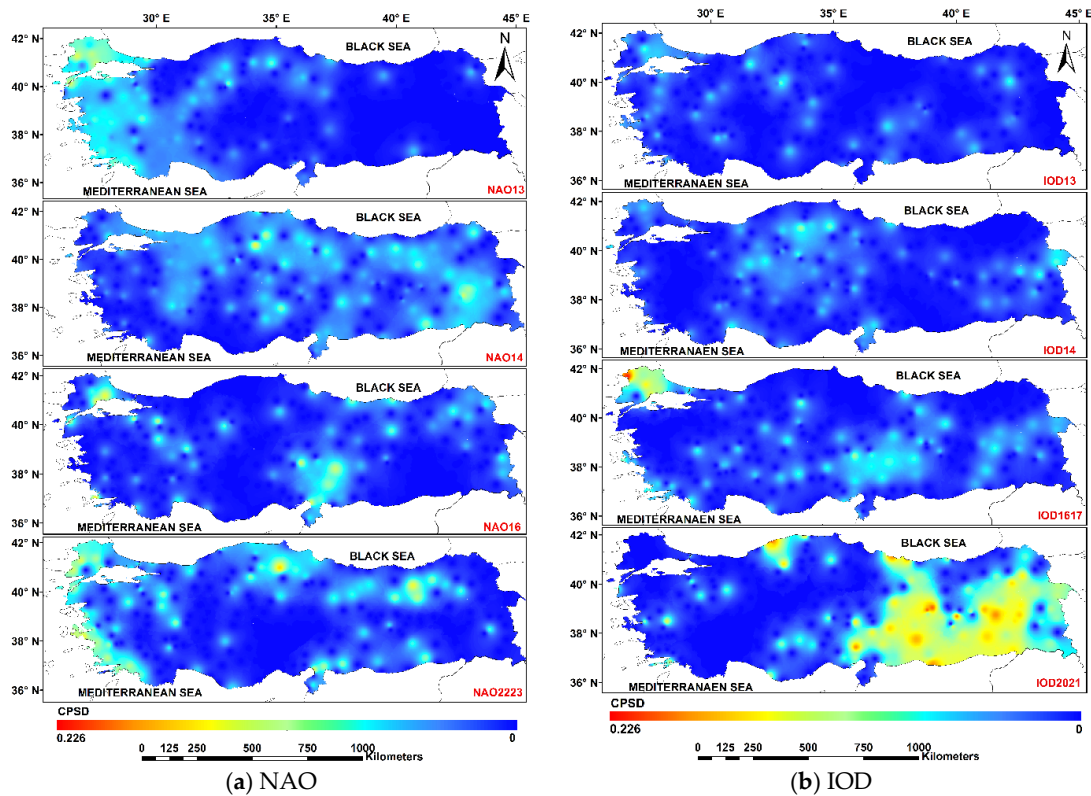 30° E 35° E 40° E 45° E
42° N
40° N
38° N
36° N
BLACK SEA
N
MEDITERRANEAN SEA
NAO13
42° N
40° N
38° N
36° N
BLACK SEA
MEDITERRANEAN SEA
NAO14
42° N
40° N
38° N
36° N
BLACK SEA
MEDITERRANEAN SEA
NAO16
42° N
40° N
38° N
36° N
BLACK SEA
MEDITERRANEAN SEA
NAO2223
CPSD
0.226 0
0 125 250 500 750 1000
Kilometers
(a) NAO
30° E 35° E 40° E 45° E
42° N
40° N
38° N
36° N
BLACK SEA
N
MEDITERRANAEN SEA
IOD13
42° N
40° N
38° N
36° N
BLACK SEA
MEDITERRANAEN SEA
IOD14
42° N
40° N
38° N
36° N
BLACK SEA
MEDITERRANAEN SEA
IOD1617
42° N
40° N
38° N
36° N
BLACK SEA
MEDITERRANAEN SEA
IOD2021
CPSD
0.226 0
0 125 250 500 750 1000
Kilometers
(b) IOD